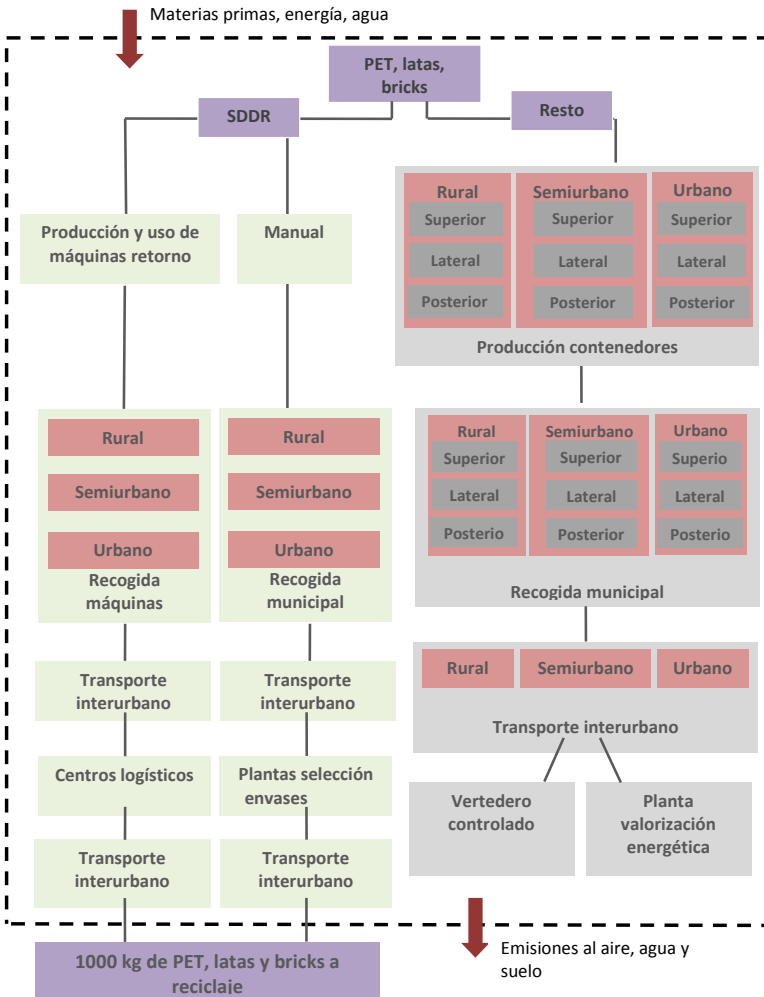 Materias primas, energía, agua
PET, latas,
bricks
SDDR
Resto
Producción y uso de
máquinas retorno
Manual
Rural
Superior
Lateral
Posterior
Semiurbano
Superior
Lateral
Posterior
Urbano
Superior
Lateral
Posterior
Producción contenedores
Rural
Semiurbano
Urbano
Recogida
máquinas
Rural
Semiurbano
Urbano
Recogida
municipal
Rural
Superior
Lateral
Posterio
Semiurbano
Superior
Lateral
Posterior
Urbano
Superio
Lateral
Posterio
Recogida municipal
Transporte
interurbano
Transporte
interurbano
Rural
Semiurbano
Urbano
Transporte interurbano
Centros logísticos
Plantas selección
envases
Vertedero
controlado
Planta
valorización
energética
Transporte
interurbano
Transporte
interurbano
1000 kg de PET, latas y bricks a
reciclaje
Emisiones al aire, agua y
suelo